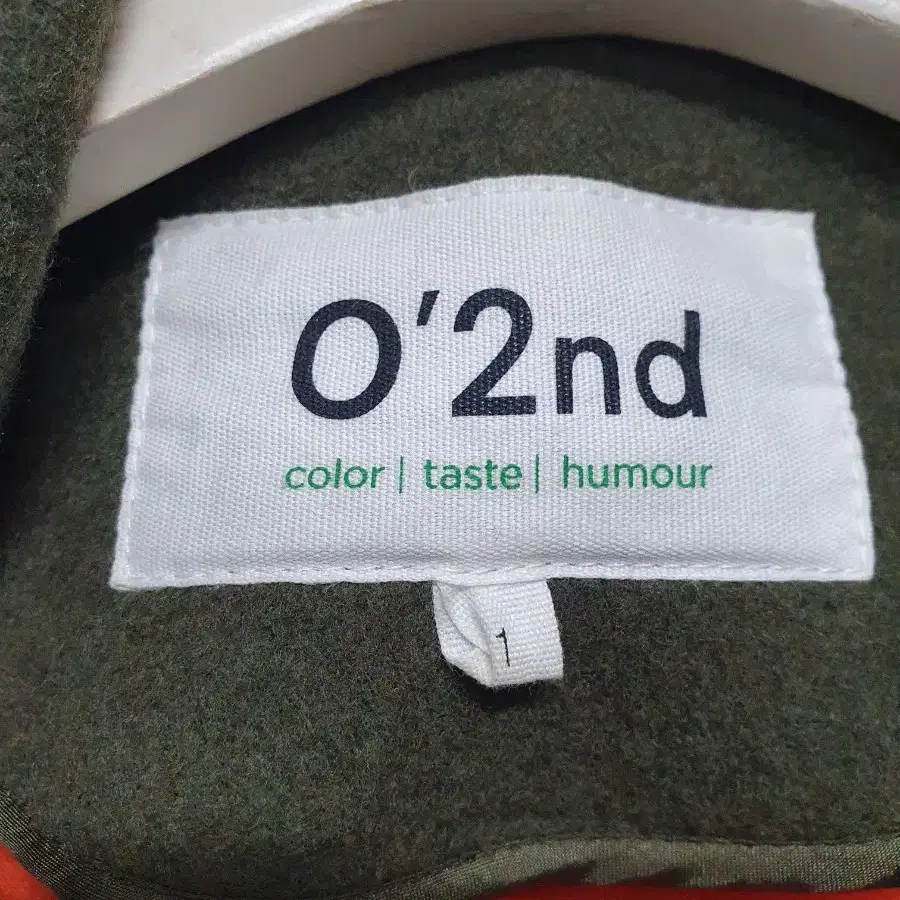 O'2nd
color | taste | humour
1